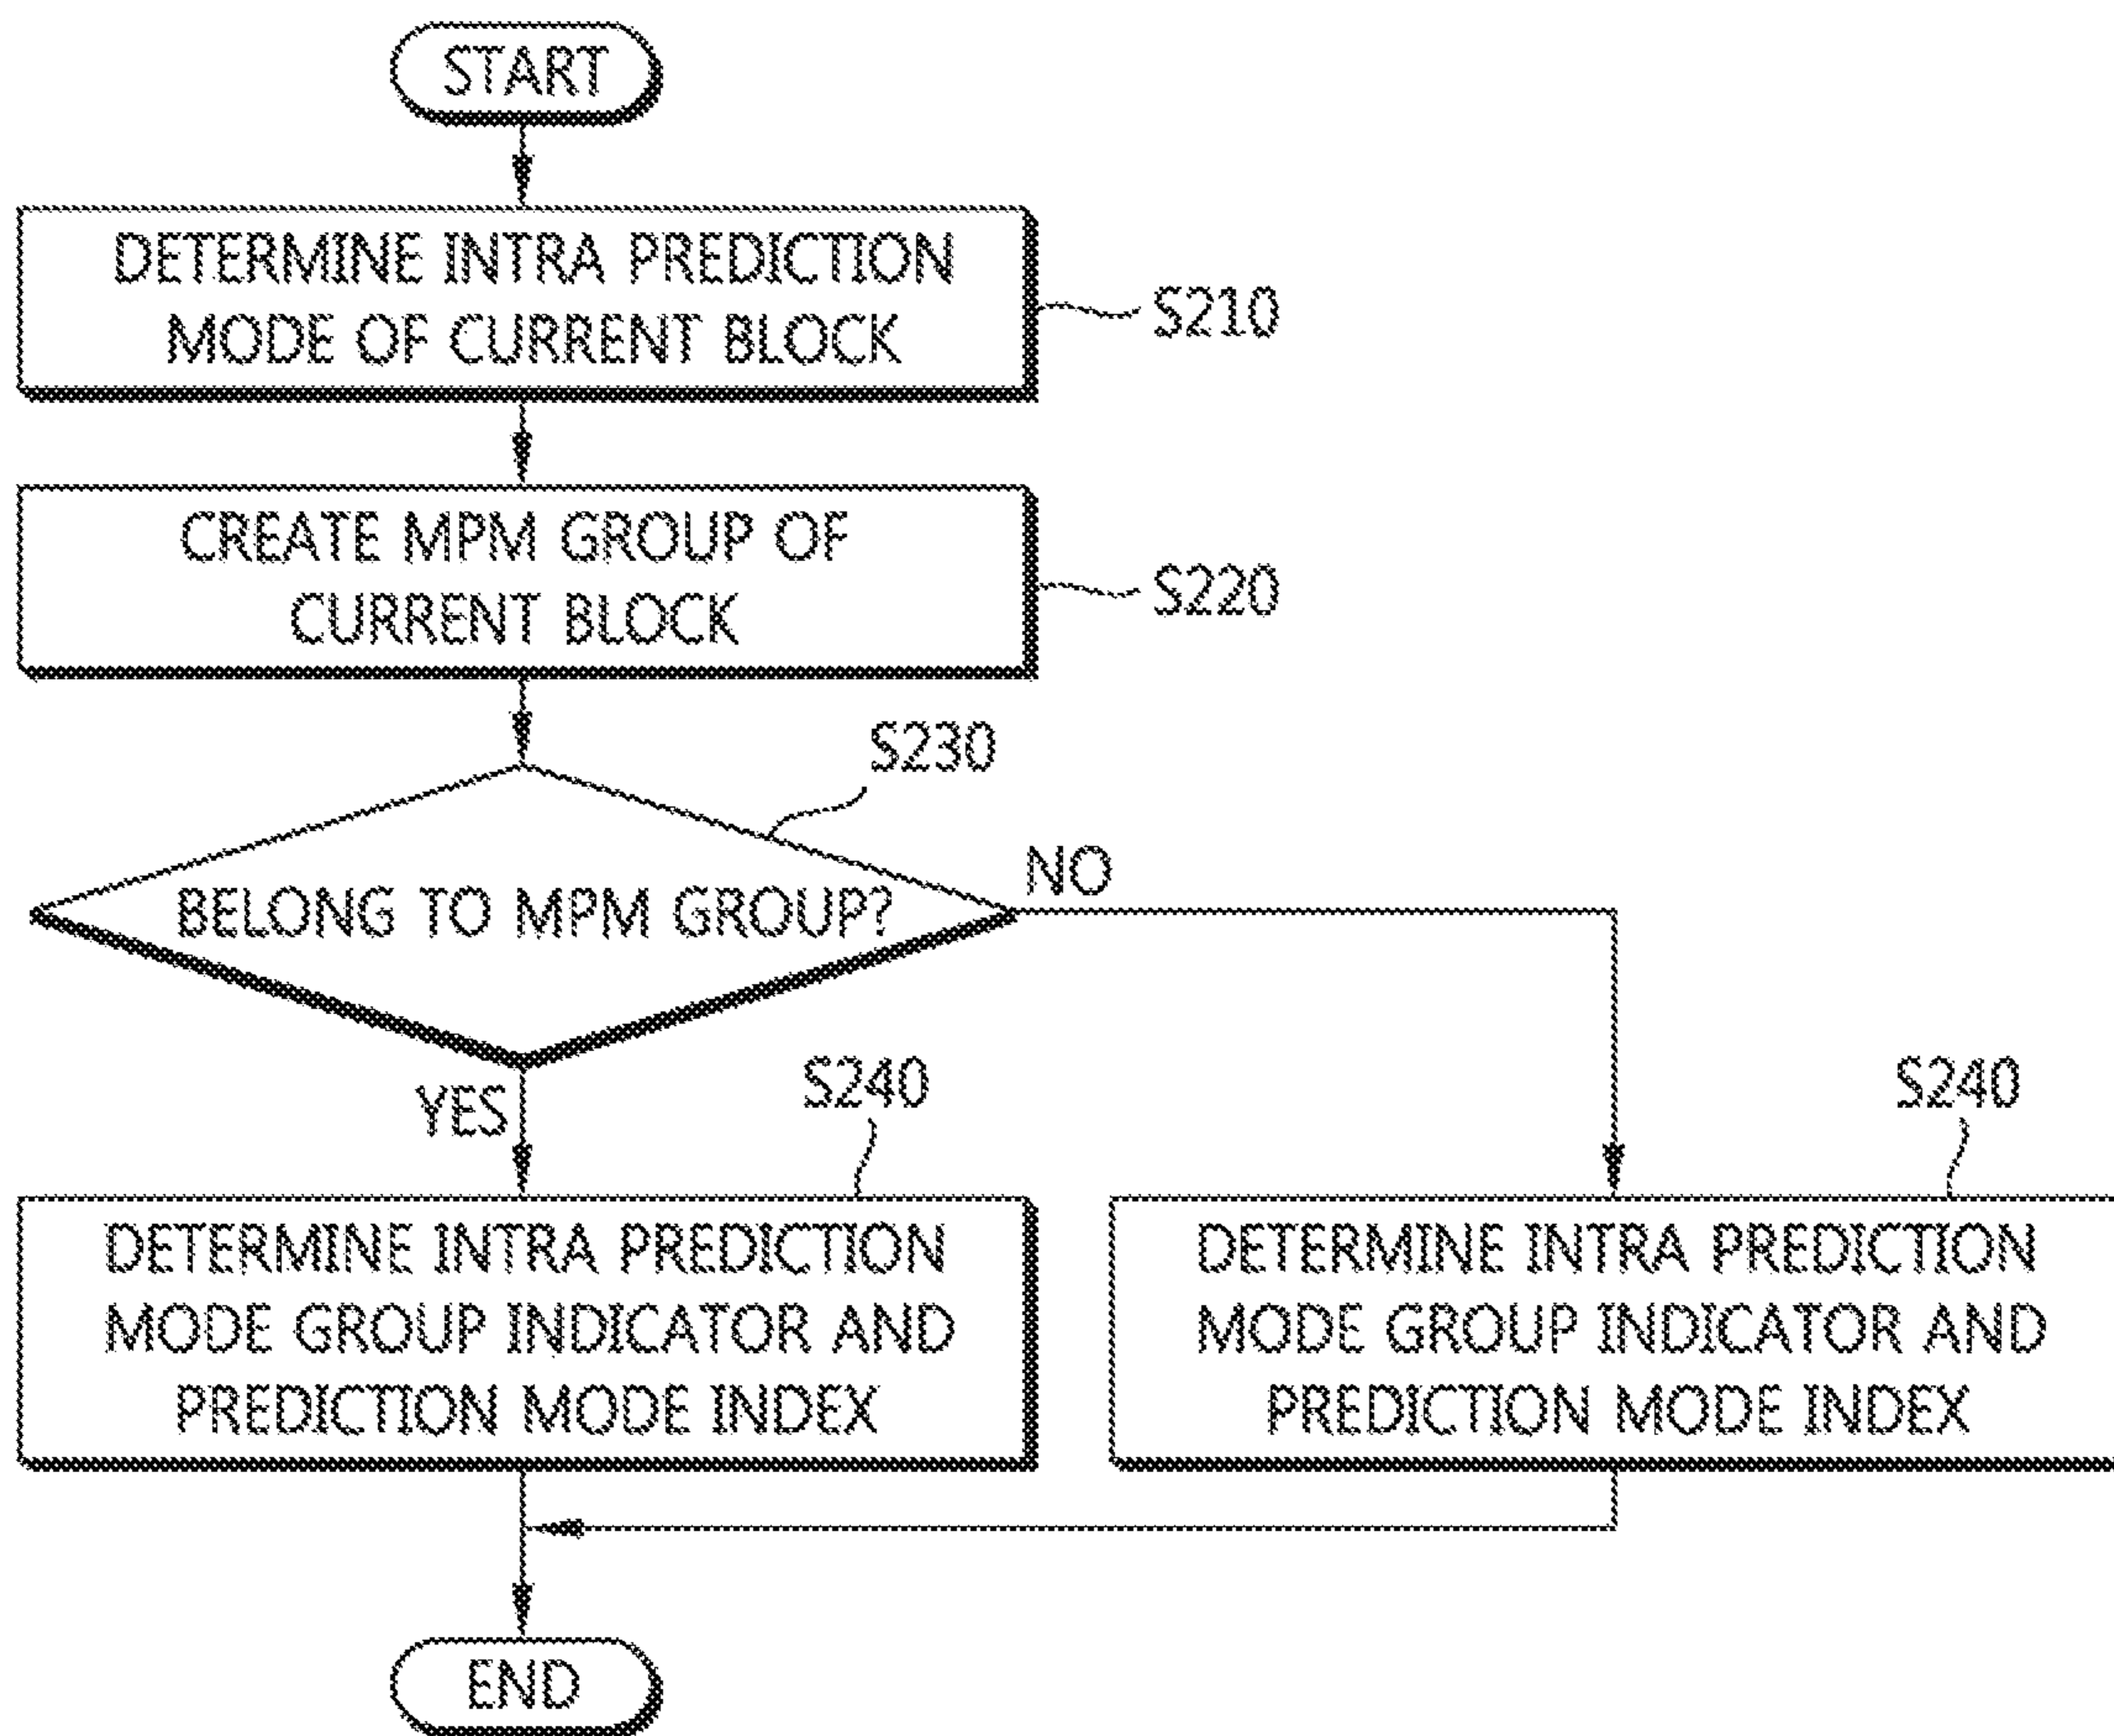 START
DETERMINE INTRA PREDICTION
MODE OF CURRENT BLOCK
S210
CREATE MPM GROUP OF
CURRENT BLOCK
S220
S230
BELONG TO MPM GROUP?
NO
YES
S240
S240
DETERMINE INTRA PREDICTION
MODE GROUP INDICATOR AND
PREDICTION MODE INDEX
DETERMINE INTRA PREDICTION
MODE GROUP INDICATOR AND
PREDICTION MODE INDEX
END